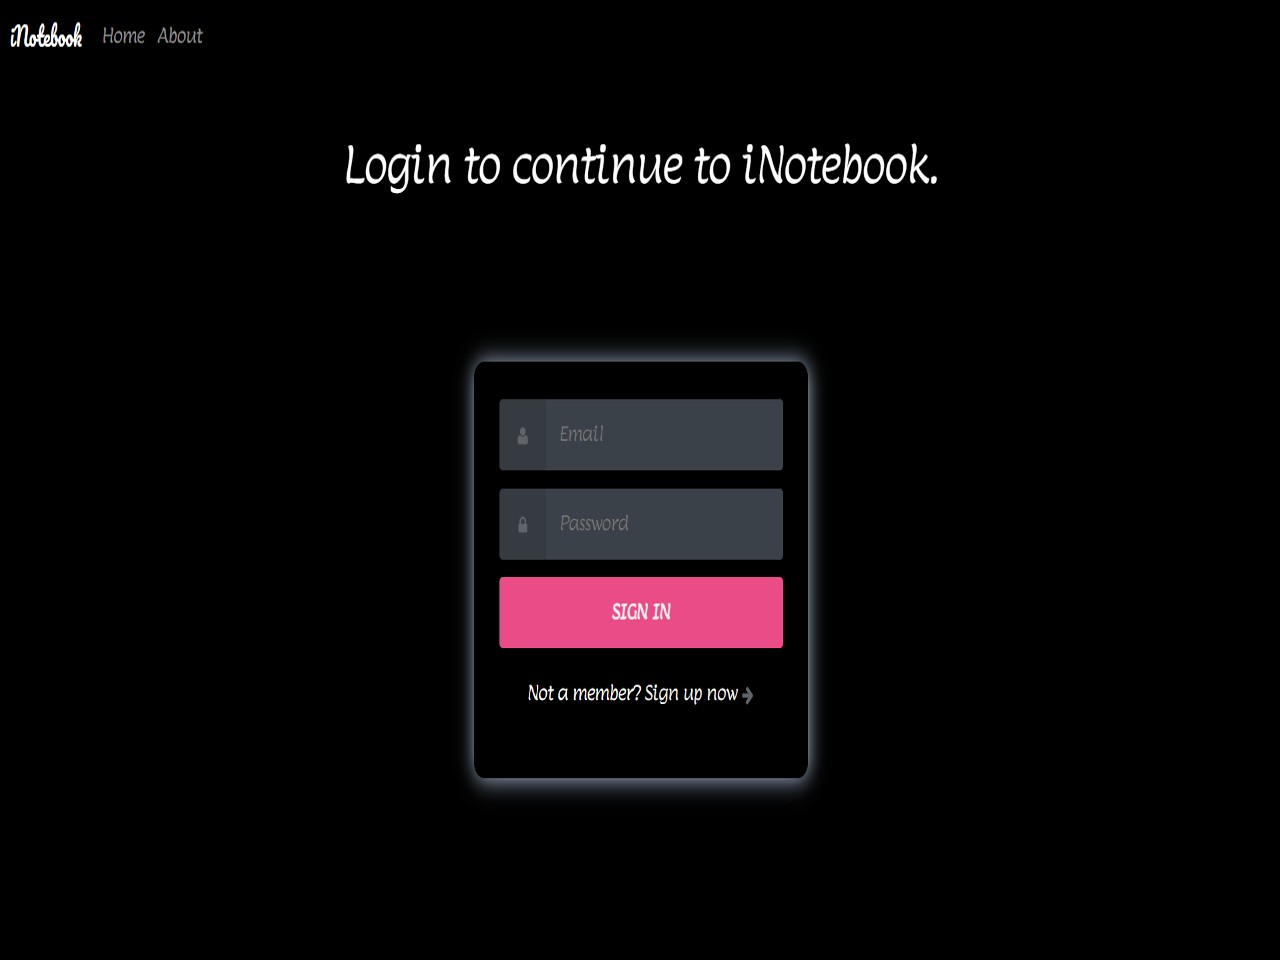 iNotebook Home About
Login to continue to iNotebook.
Email
Password
SIGN IN
Not a member? Sign up now